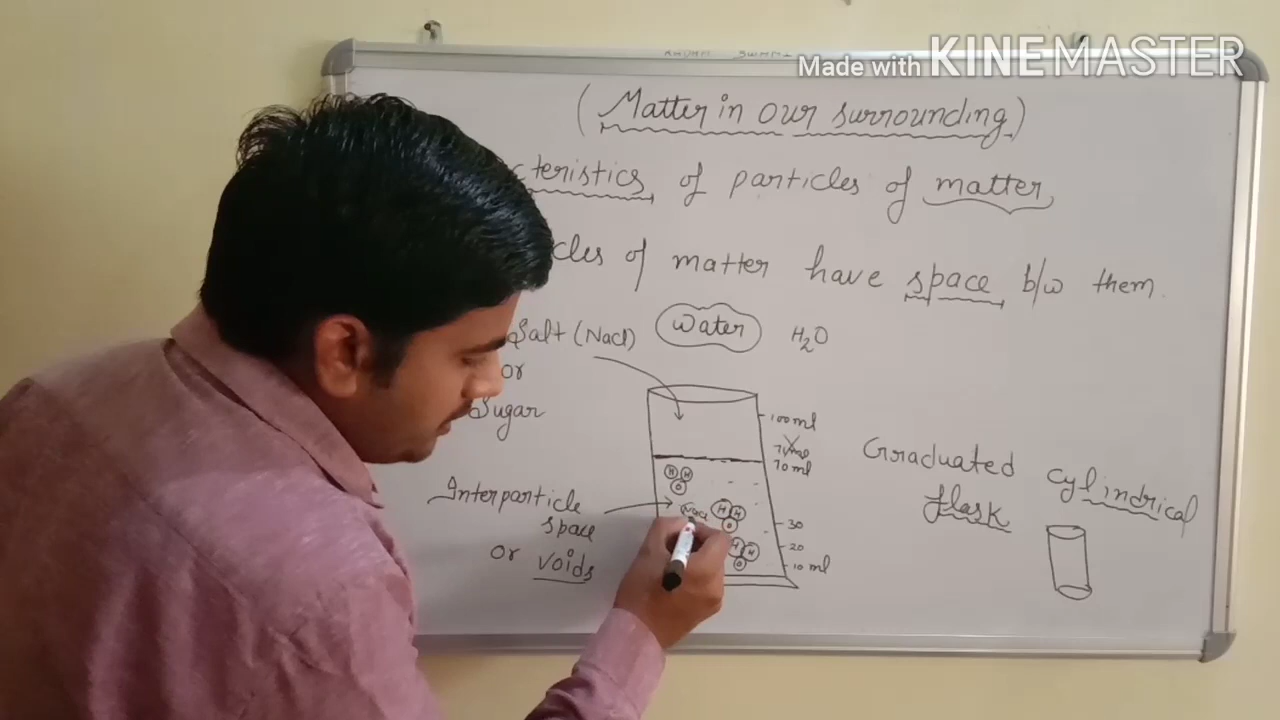 Made with KINEMASTER
(Matter in our surrounding)
cteristics of particles of matter
cles of matter have space b/w them.
Salt (Nacl)
or
Sugar
Water
H2O
100 ml
70 ml
30
20
10 ml
Graduated cylindrical
flask
Interparticle
space
or voids
H H
O
Nacl
H H
O
H H
O